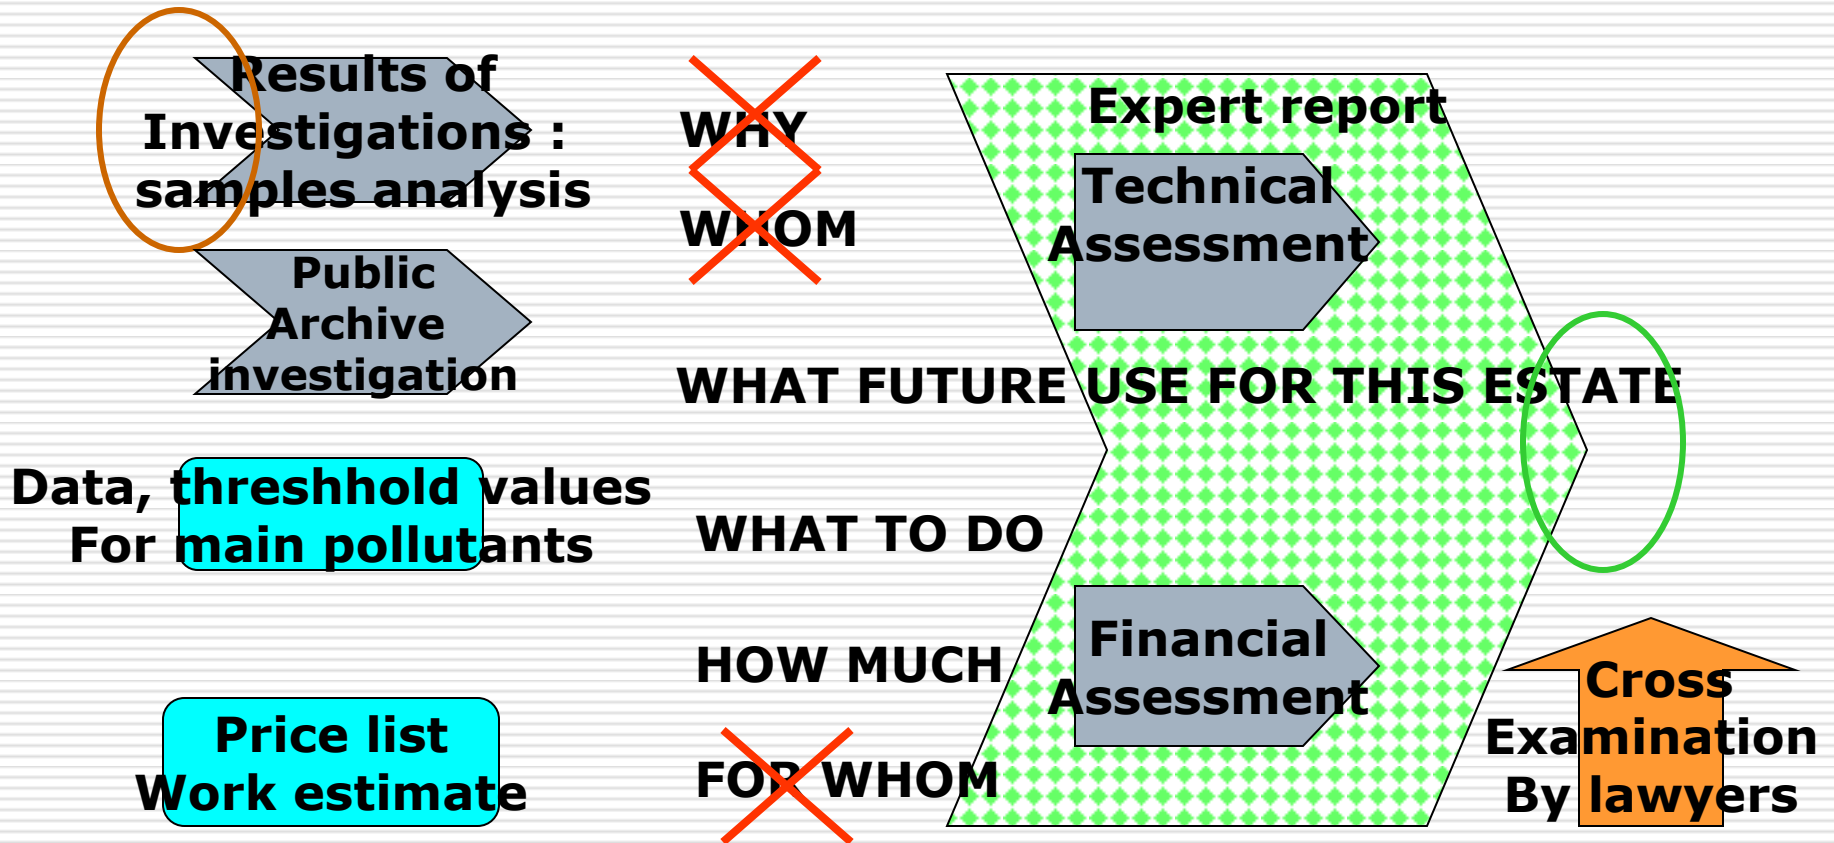 Results of
Investigations :
samples analysis
Public
Archive
investigation
Data, threshhold values
For main pollutants
Price list
Work estimate
WHY
WHOM
WHAT FUTURE USE FOR THIS ESTATE
WHAT TO DO
HOW MUCH
FOR WHOM
Expert report
Technical
Assessment
Financial
Assessment
Cross
Examination
By lawyers